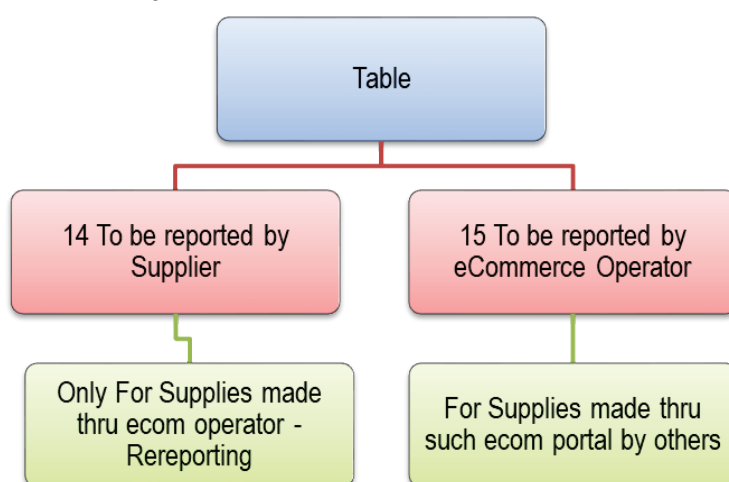 Table
14 To be reported by
Supplier
15 To be reported by
eCommerce Operator
Only For Supplies made
thru ecom operator -
Rereporting
For Supplies made thru
such ecom portal by others